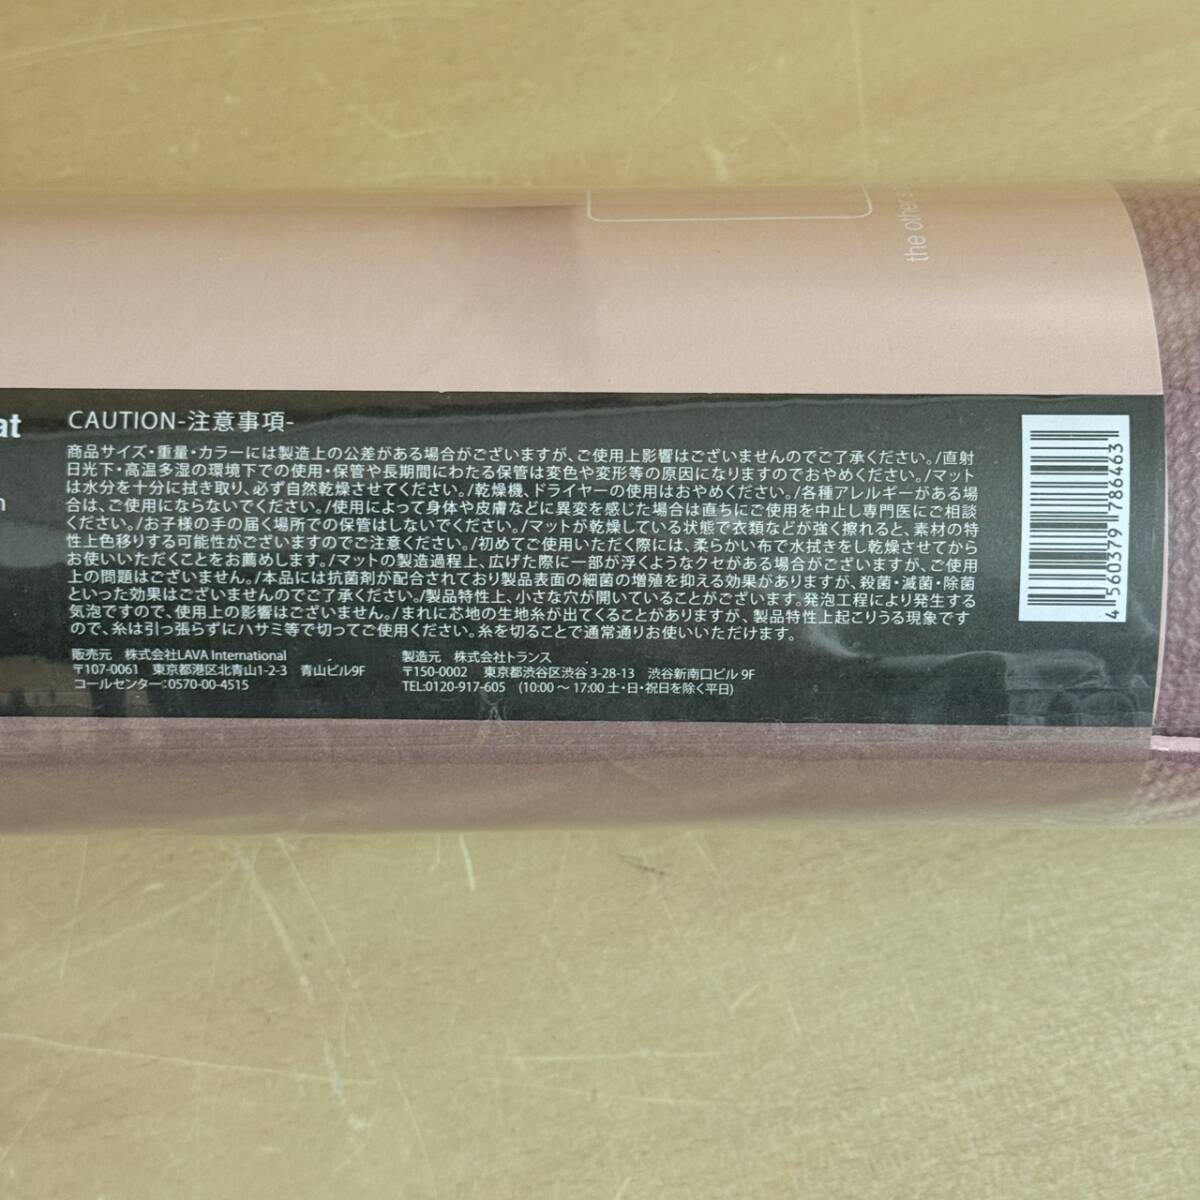 the other s
at
CAUTION-注意事項-
商品サイズ・重量・カラーには製造上の公差がある場合がございますが、ご使用上影響はございませんのでご了承ください。/直射
日光下・高温多湿の環境下での使用・保管や長期間にわたる保管は変色や変形等の原因になりますのでおやめください。/マット
は水分を十分に拭き取り、必ず自然乾燥させてください。/乾燥機、ドライヤーの使用はおやめください。/各種アレルギーがある場
合は、ご使用にならないでください。/使用によって身体や皮膚などに異変を感じた場合は直ちにご使用を中止し専門医にご相談
ください。/お子様の手の届く場所での保管はしないでください。/マットが乾燥している状態で衣類などが強く擦れると、素材の特
性上色移りする可能性がございますのでご注意ください。/初めてご使用いただく際には、柔らかい布で水拭きをし乾燥させてから
お使いいただくことをお薦めします。/マットの製造過程上、広げた際に一部が浮くようなクセがある場合がございますが、ご使用
上の問題はございません。/本品には抗菌剤が配合されており製品表面の細菌の増殖を抑える効果がありますが、殺菌・滅菌・除菌
といった効果はございませんのでご了承ください。/製品特性上、小さな穴が開いていることがございます。発泡工程により発生する
気泡ですので、使用上の影響はございません。/まれに芯地の生地糸が出てくることがありますが、製品特性上起こりうる現象です
ので、糸は引っ張らずにハサミ等で切ってご使用ください。糸を切ることで通常通りお使いいただけます。
販売元 株式会社LAVA International
〒107-0061 東京都港区北青山1-2-3 青山ビル9F
コールセンター:0570-00-4515
製造元 株式会社トランス
〒150-0002 東京都渋谷区渋谷 3-28-13 渋谷新南口ビル 9F
TEL:0120-917-605 (10:00 ～ 17:00 土・日・祝日を除く平日)
4 560379 786463